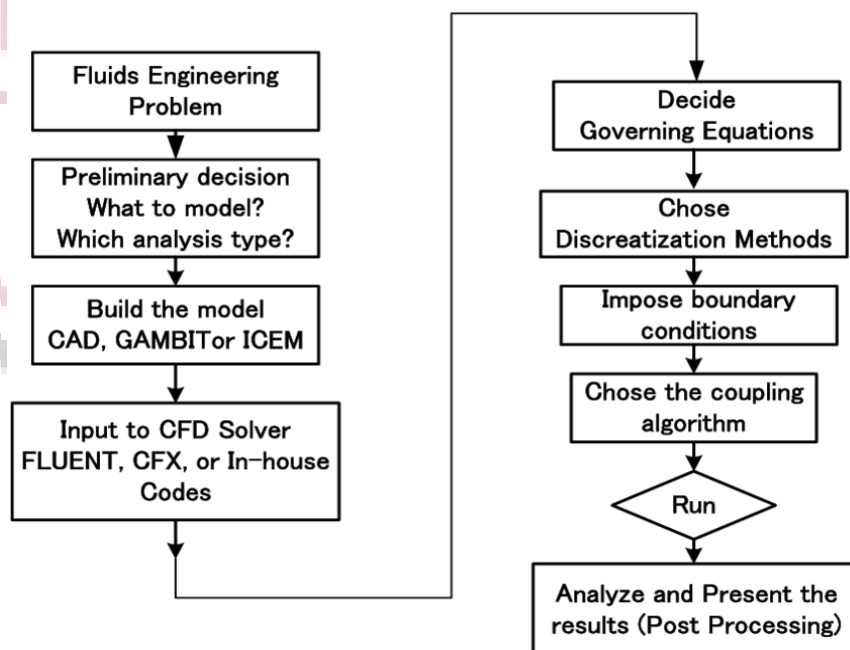 Fluids Engineering
Problem
Preliminary decision
What to model?
Which analysis type?
Build the model
CAD, GAMBITor ICEM
Input to CFD Solver
FLUENT, CFX, or In-house
Codes
Decide
Governing Equations
Chose
Discreatization Methods
Impose boundary
conditions
Chose the coupling
algorithm
Run
Analyze and Present the
results (Post Processing)